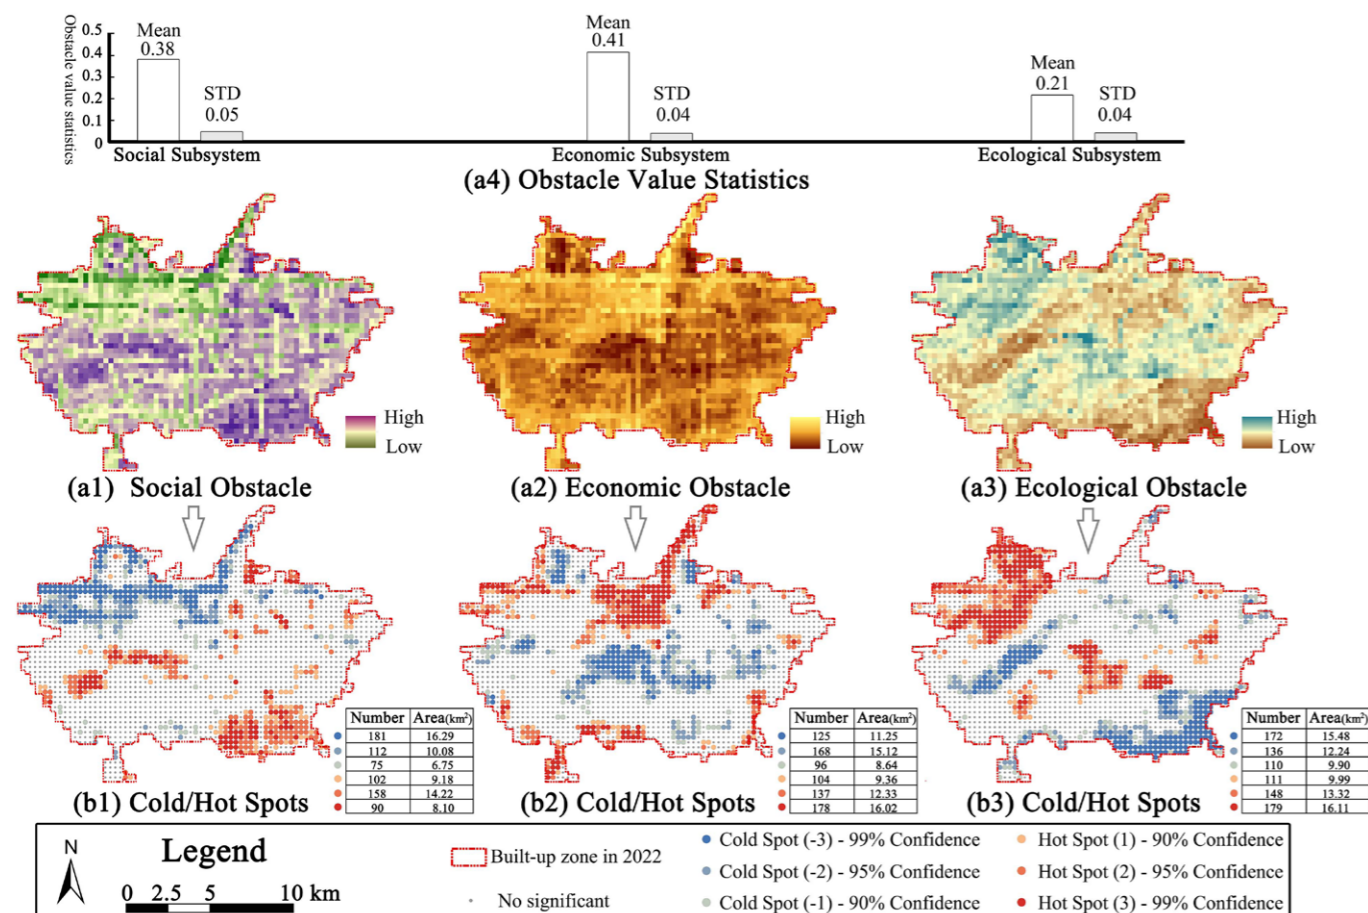 Obstacle value statistics
0.5
0.4
0.3
0.2
0.1
0
Mean
0.38
STD
0.05
Mean
0.41
STD
0.04
Mean
0.21
STD
0.04
Social Subsystem
Economic Subsystem
Ecological Subsystem
(a4) Obstacle Value Statistics
High
Low
High
Low
High
Low
(a1) Social Obstacle
(a2) Economic Obstacle
(a3) Ecological Obstacle
Number Area(km²)
181 16.29
112 10.08
75 6.75
102 9.18
158 14.22
90 8.10
Number Area(km²)
125 11.25
168 15.12
96 8.64
104 9.36
137 12.33
178 16.02
Number Area(km²)
172 15.48
136 12.24
110 9.90
111 9.99
148 13.32
179 16.11
(b1) Cold/Hot Spots
(b2) Cold/Hot Spots
(b3) Cold/Hot Spots
N
Legend
0 2.5 5 10 km
Built-up zone in 2022
No significant
Cold Spot (-3) - 99% Confidence
Cold Spot (-2) - 95% Confidence
Cold Spot (-1) - 90% Confidence
Hot Spot (1) - 90% Confidence
Hot Spot (2) - 95% Confidence
Hot Spot (3) - 99% Confidence